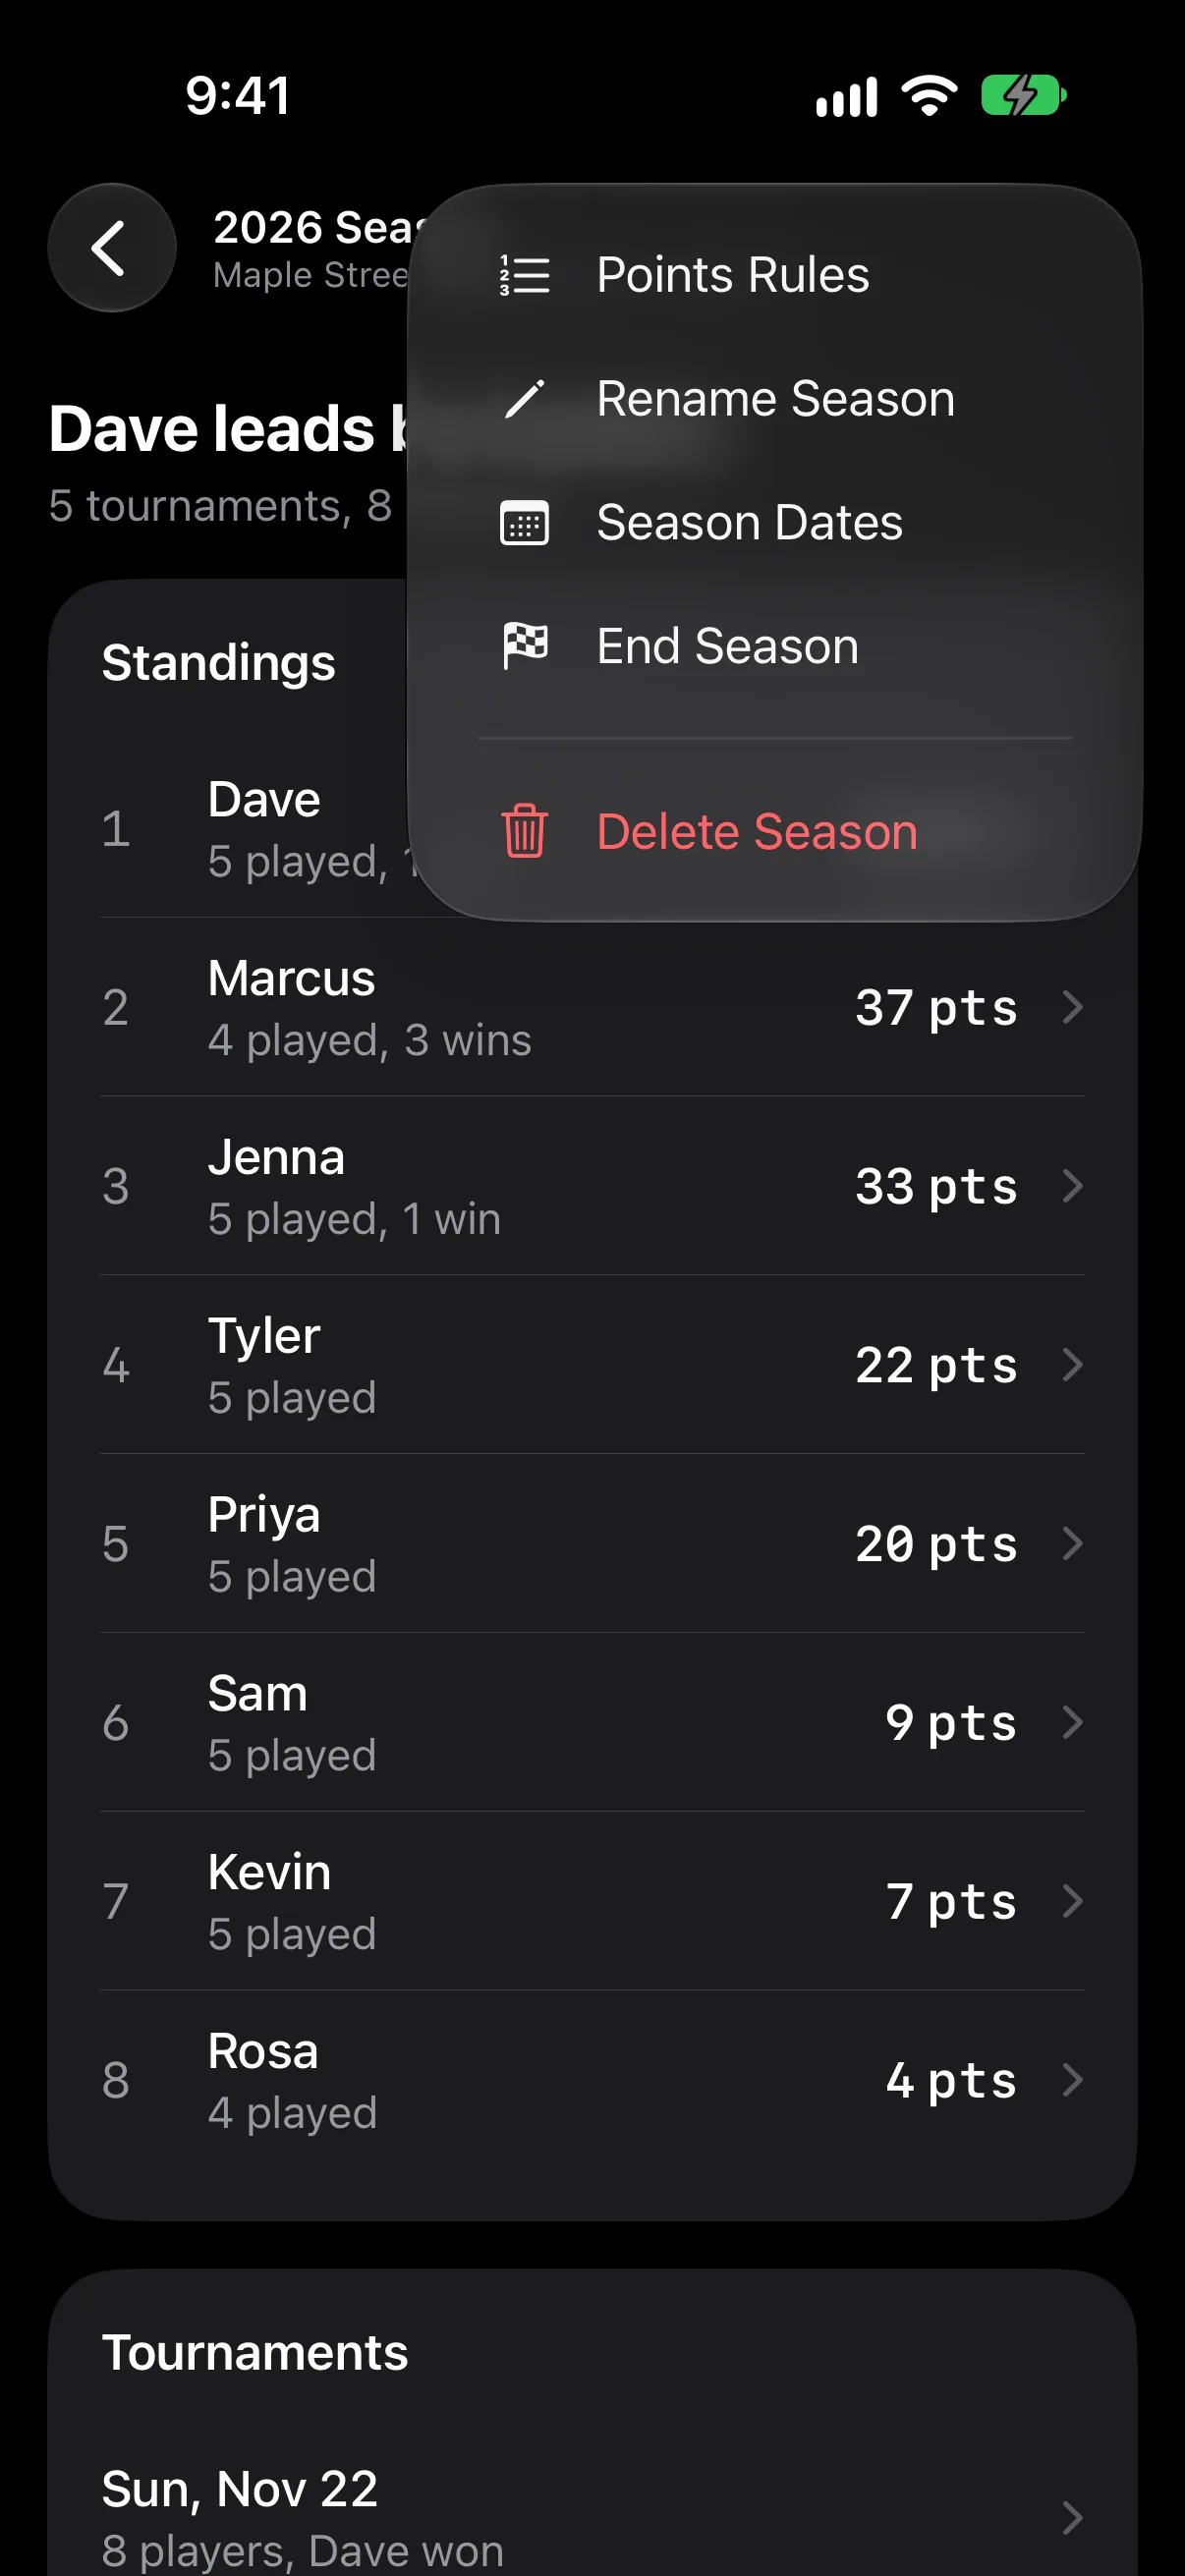 9:41
2026 Seas
Maple Stree
Points Rules
Rename Season
Season Dates
End Season
Delete Season
Dave leads
5 tournaments, 8
Standings
1
Dave
5 played, 1
2
Marcus
4 played, 3 wins
37 pts
3
Jenna
5 played, 1 win
33 pts
4
Tyler
5 played
22 pts
5
Priya
5 played
20 pts
6
Sam
5 played
9 pts
7
Kevin
5 played
7 pts
8
Rosa
4 played
4 pts
Tournaments
Sun, Nov 22
8 players, Dave won